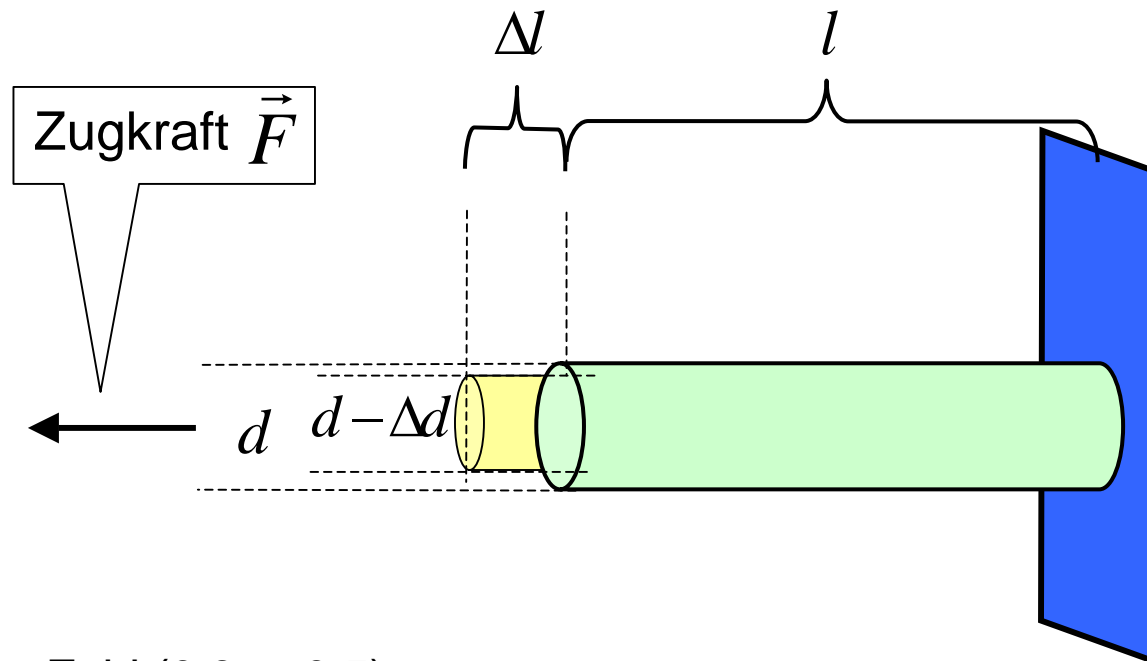 Δl
l
Zugkraft F⃗
d
d − Δd